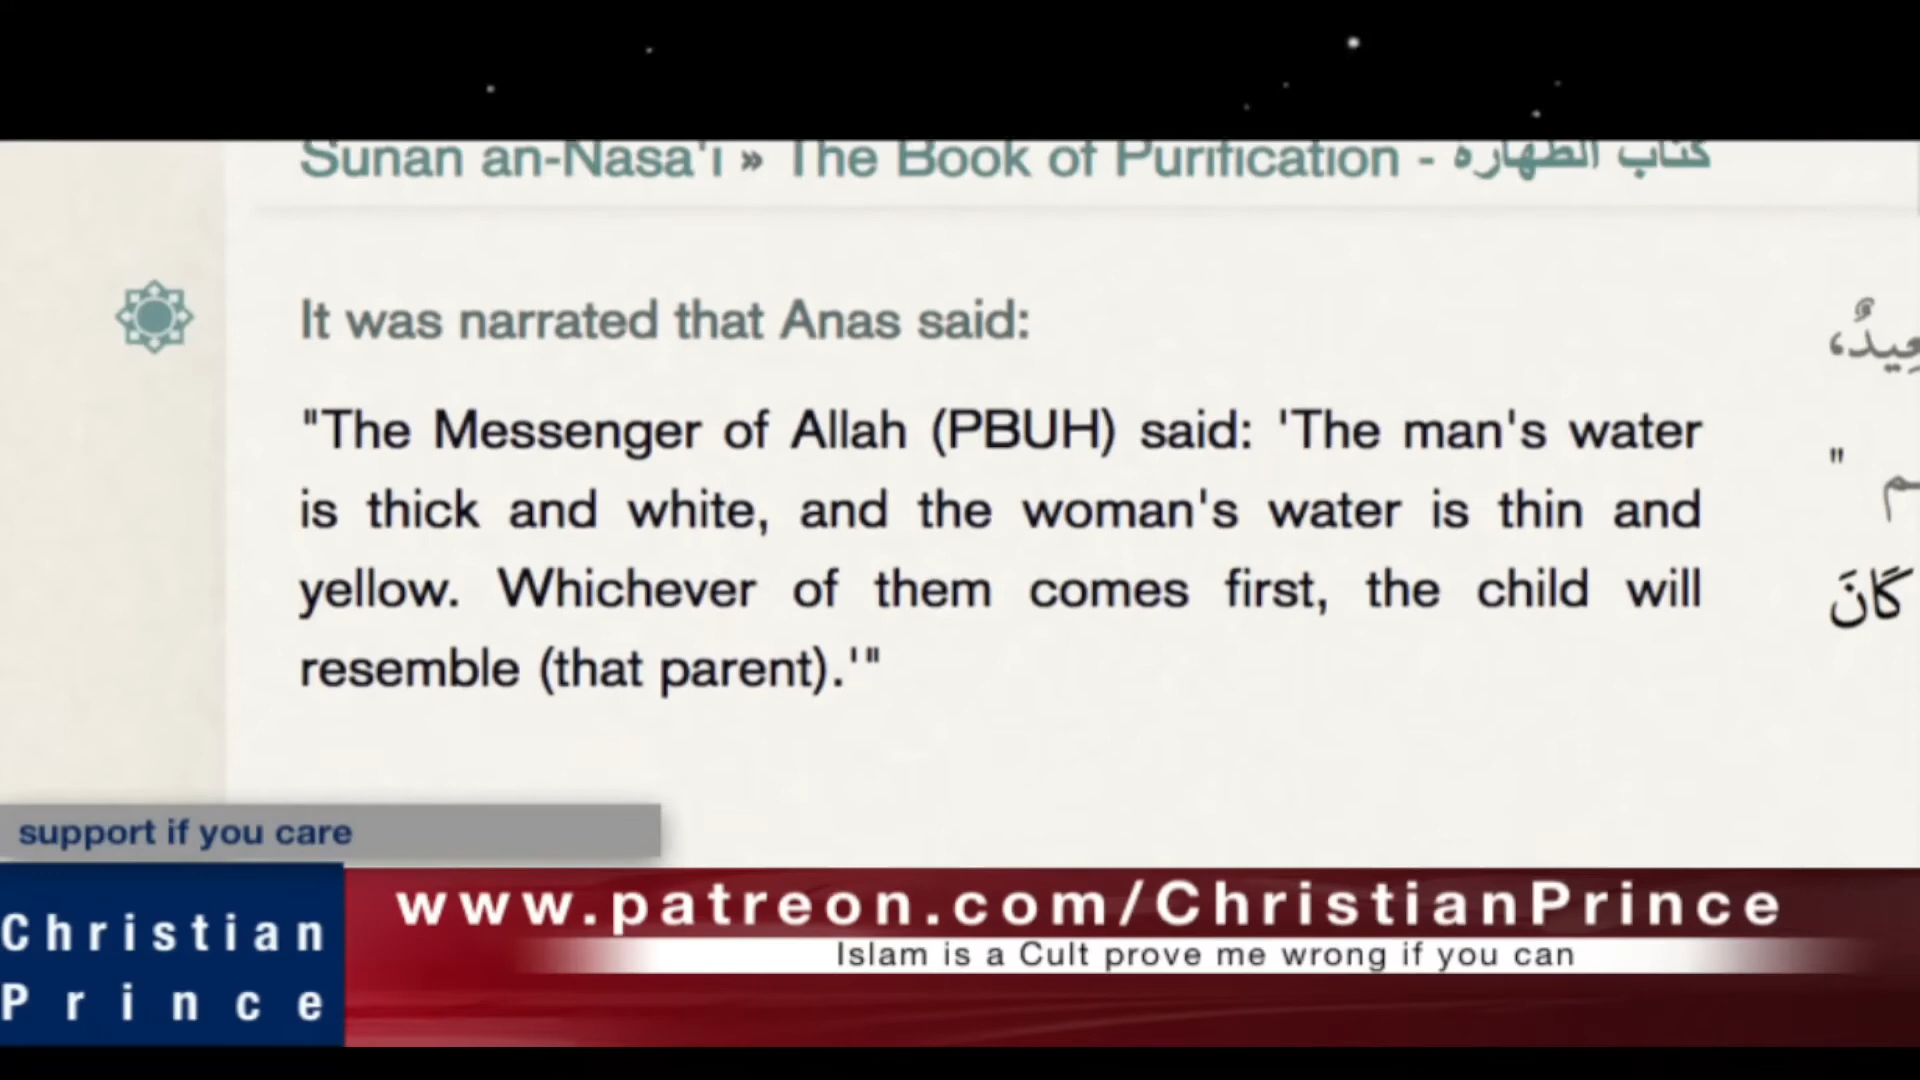 Sunan an-Nasa'i » The Book of Purification - كتاب الطهارة
It was narrated that Anas said:
"The Messenger of Allah (PBUH) said: 'The man's water
is thick and white, and the woman's water is thin and
yellow. Whichever of them comes first, the child will
resemble (that parent).'"
"
كَانَ
support if you care
Christian
Prince
www.patreon.com/ChristianPrince
Islam is a Cult prove me wrong if you can